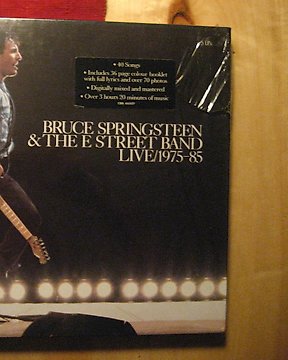 • 40 Songs
• Includes 36 page colour booklet
with full lyrics and over 70 photos
• Digitally mixed and mastered
• Over 3 hours 20 minutes of music
BRUCE SPRINGSTEEN
& THE E STREET BAND
LIVE/1975–85